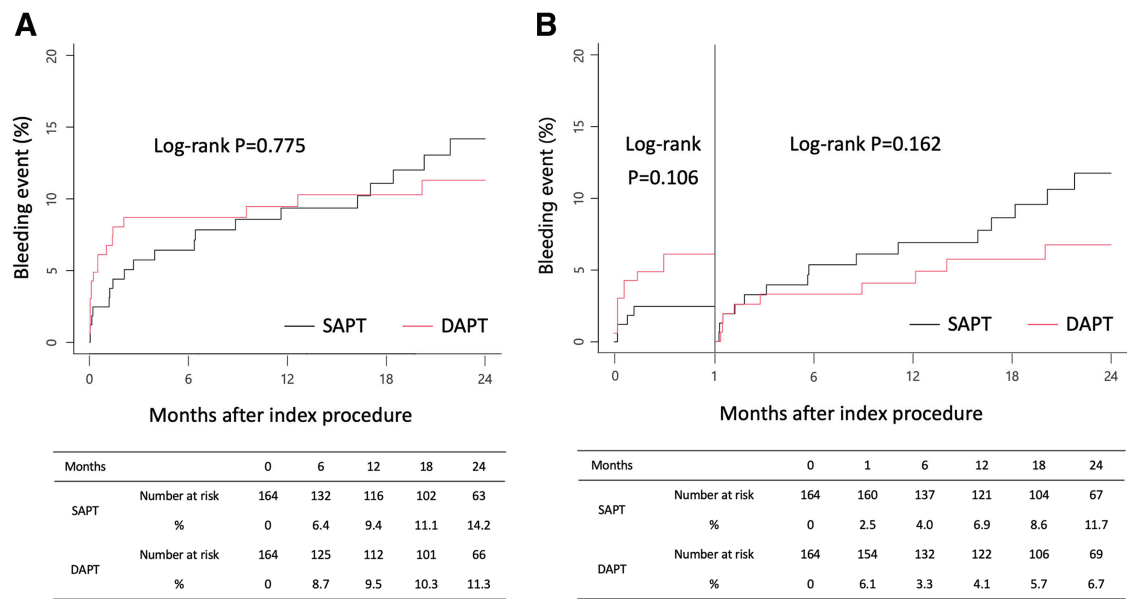 A
20
15
10
5
0
Bleeding event (%)
Log-rank P=0.775
SAPT
DAPT
0 6 12 18 24
Months after index procedure
Months 0 6 12 18 24
SAPT
Number at risk 164 132 116 102 63
% 0 6.4 9.4 11.1 14.2
DAPT
Number at risk 164 125 112 101 66
% 0 8.7 9.5 10.3 11.3
B
20
15
10
5
0
Bleeding event (%)
Log-rank
P=0.106
Log-rank P=0.162
SAPT
DAPT
0 1 6 12 18 24
Months after index procedure
Months 0 1 6 12 18 24
SAPT
Number at risk 164 160 137 121 104 67
% 0 2.5 4.0 6.9 8.6 11.7
DAPT
Number at risk 164 154 132 122 106 69
% 0 6.1 3.3 4.1 5.7 6.7